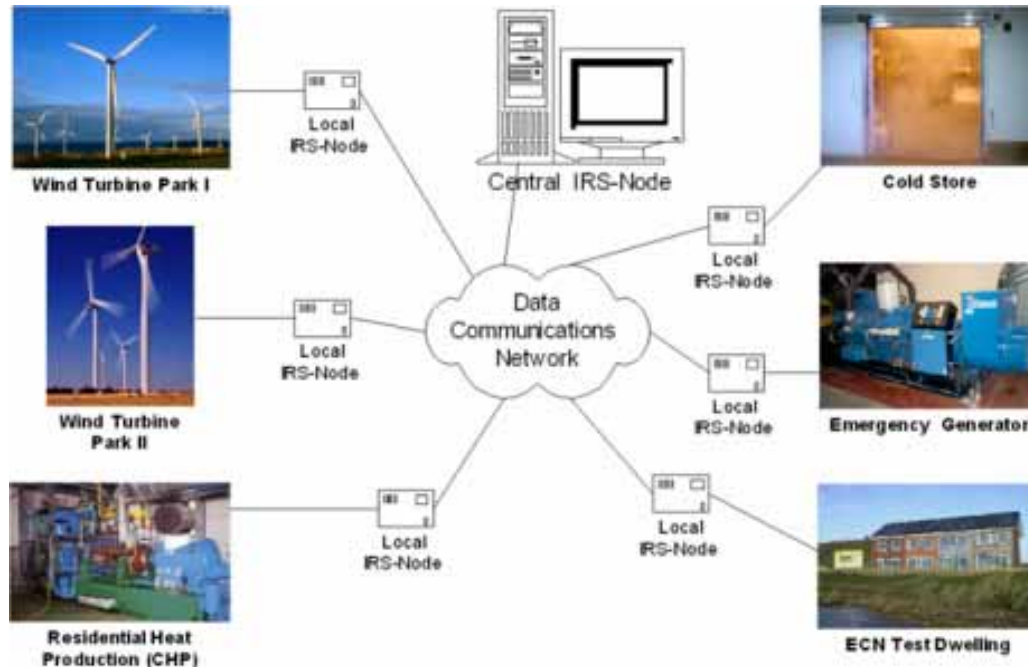 Local
IRS-Node
Wind Turbine Park I
Central IRS-Node
Cold Store
Local
IRS-Node
Data
Communications
Network
Local
IRS-Node
Wind Turbine
Park II
Local
IRS-Node
Emergency Generator
Local
IRS-Node
Local
IRS-Node
Residential Heat
Production (CHP)
ECN Test Dwelling